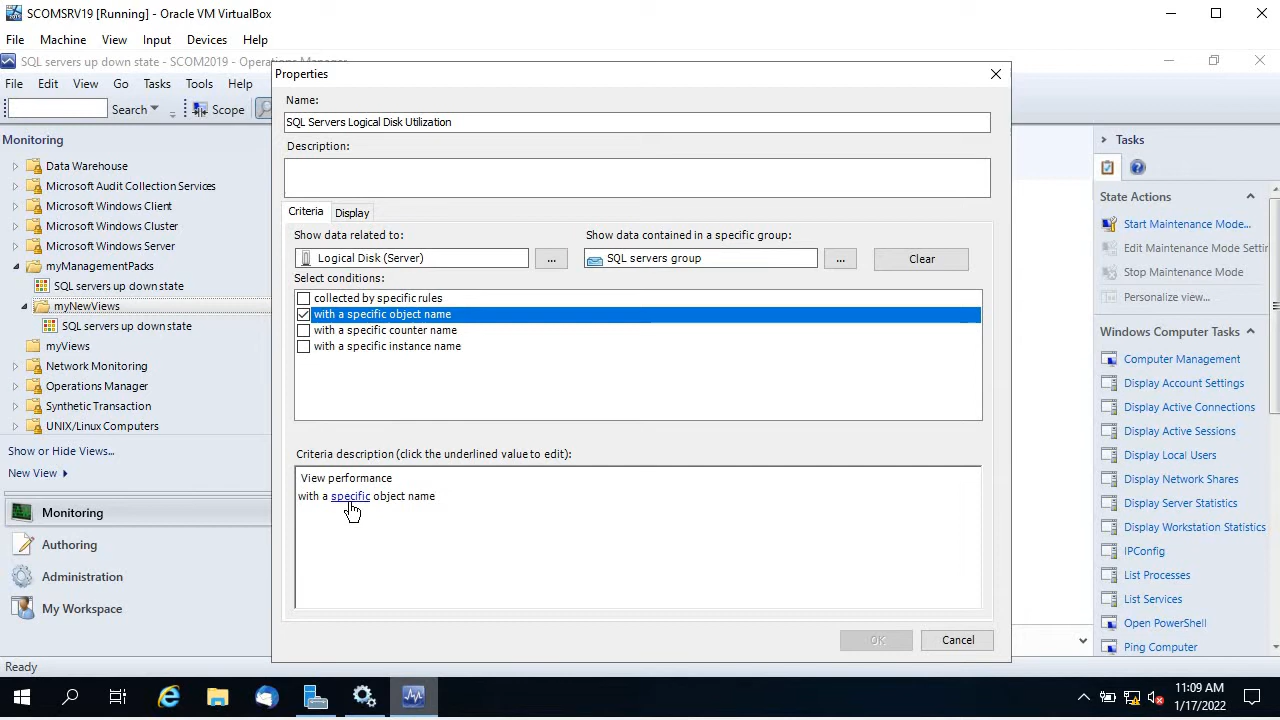 SCOMSRV19 [Running] - Oracle VM VirtualBox
File Machine View Input Devices Help
SQL servers up down state - SCOM2019 - Operations Manager
File Edit View Go Tasks Tools Help
Search Scope
Monitoring
Data Warehouse
Microsoft Audit Collection Services
Microsoft Windows Client
Microsoft Windows Cluster
Microsoft Windows Server
myManagementPacks
SQL servers up down state
myNewViews
SQL servers up down state
myViews
Network Monitoring
Operations Manager
Synthetic Transaction
UNIX/Linux Computers
Show or Hide Views...
New View
Monitoring
Authoring
Administration
My Workspace
Ready
Properties
Name:
SQL Servers Logical Disk Utilization
Description:
Criteria Display
Show data related to: Show data contained in a specific group:
Logical Disk (Server) ... SQL servers group ... Clear
Select conditions:
collected by specific rules
with a specific object name
with a specific counter name
with a specific instance name
Criteria description (click the underlined value to edit):
View performance
with a specific object name
OK Cancel
Tasks
State Actions
Start Maintenance Mode...
Edit Maintenance Mode Settin
Stop Maintenance Mode
Personalize view...
Windows Computer Tasks
Computer Management
Display Account Settings
Display Active Connections
Display Active Sessions
Display Local Users
Display Network Shares
Display Server Statistics
Display Workstation Statistics
IPConfig
List Processes
List Services
Open PowerShell
Ping Computer
11:09 AM
1/17/2022